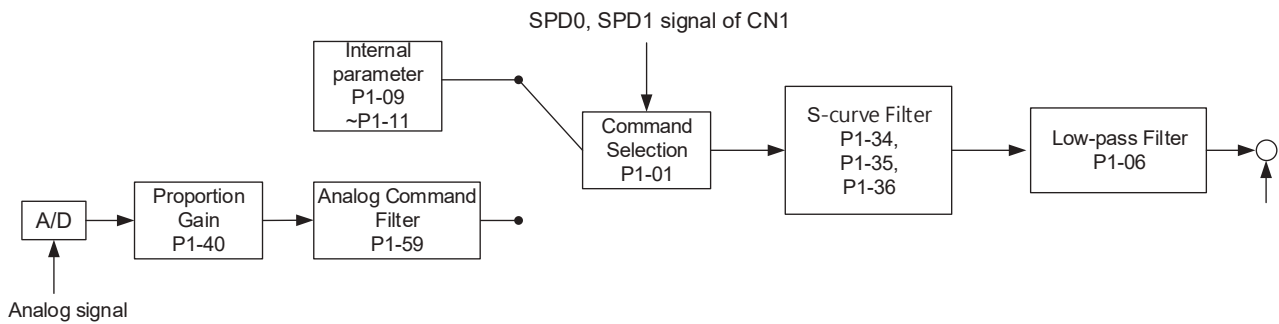 SPD0, SPD1 signal of CN1
Internal
parameter
P1-09
~P1-11
Command
Selection
P1-01
S-curve Filter
P1-34,
P1-35,
P1-36
Low-pass Filter
P1-06
A/D
Proportion
Gain
P1-40
Analog Command
Filter
P1-59
Analog signal